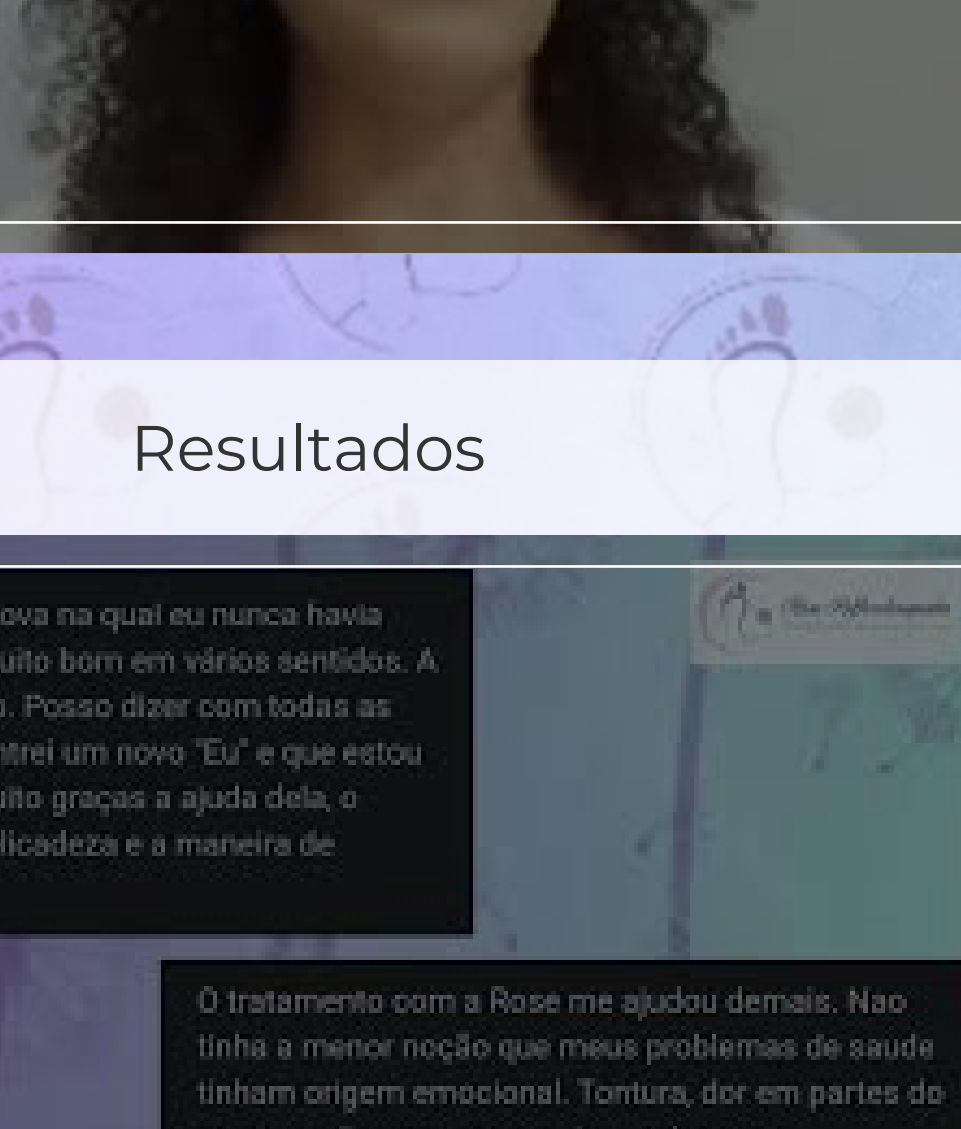 Resultados
ova na qual eu nunca havia
uito bom em vários sentidos. A
o. Posso dizer com todas as
ntrei um novo "Eu" e que estou
uito graças a ajuda dela, o
licadeza e a maneira de
O tratamento com a Rose me ajudou demais. Nao
tinha a menor noção que meus problemas de saude
tinham origem emocional. Tontura, dor em partes do